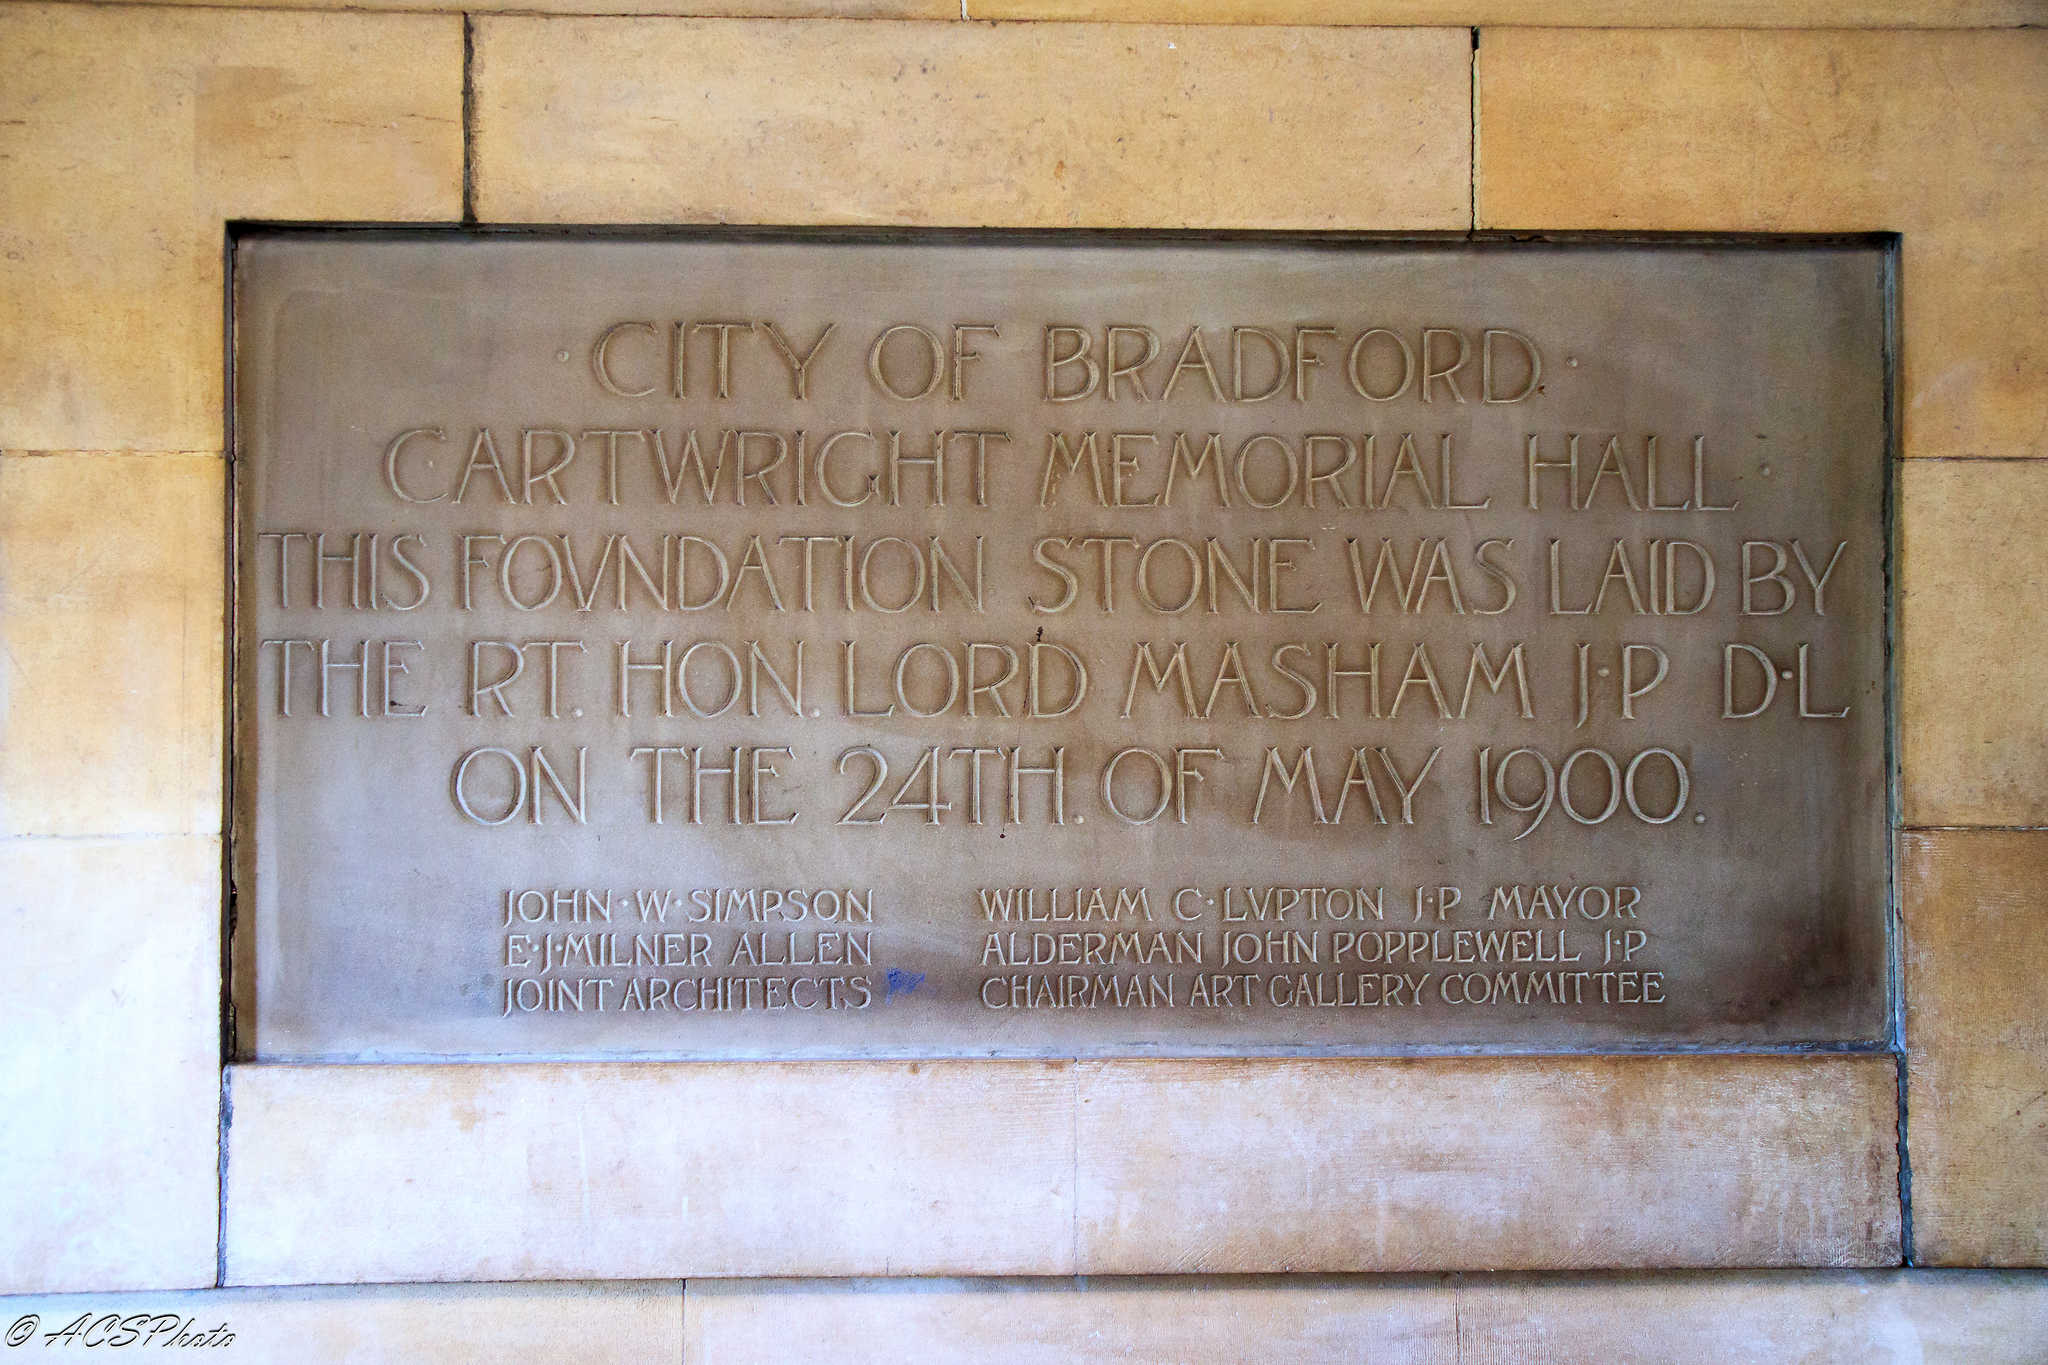 · CITY OF BRADFORD ·
CARTWRIGHT MEMORIAL HALL ·
THIS FOVNDATION STONE WAS LAID BY
THE RT. HON. LORD MASHAM J·P D·L
ON THE 24TH. OF MAY 1900.
JOHN·W·SIMPSON
E·J·MILNER ALLEN
JOINT ARCHITECTS
WILLIAM C·LVPTON J·P MAYOR
ALDERMAN JOHN POPPLEWELL J·P
CHAIRMAN ART GALLERY COMMITTEE
© ACSPhoto